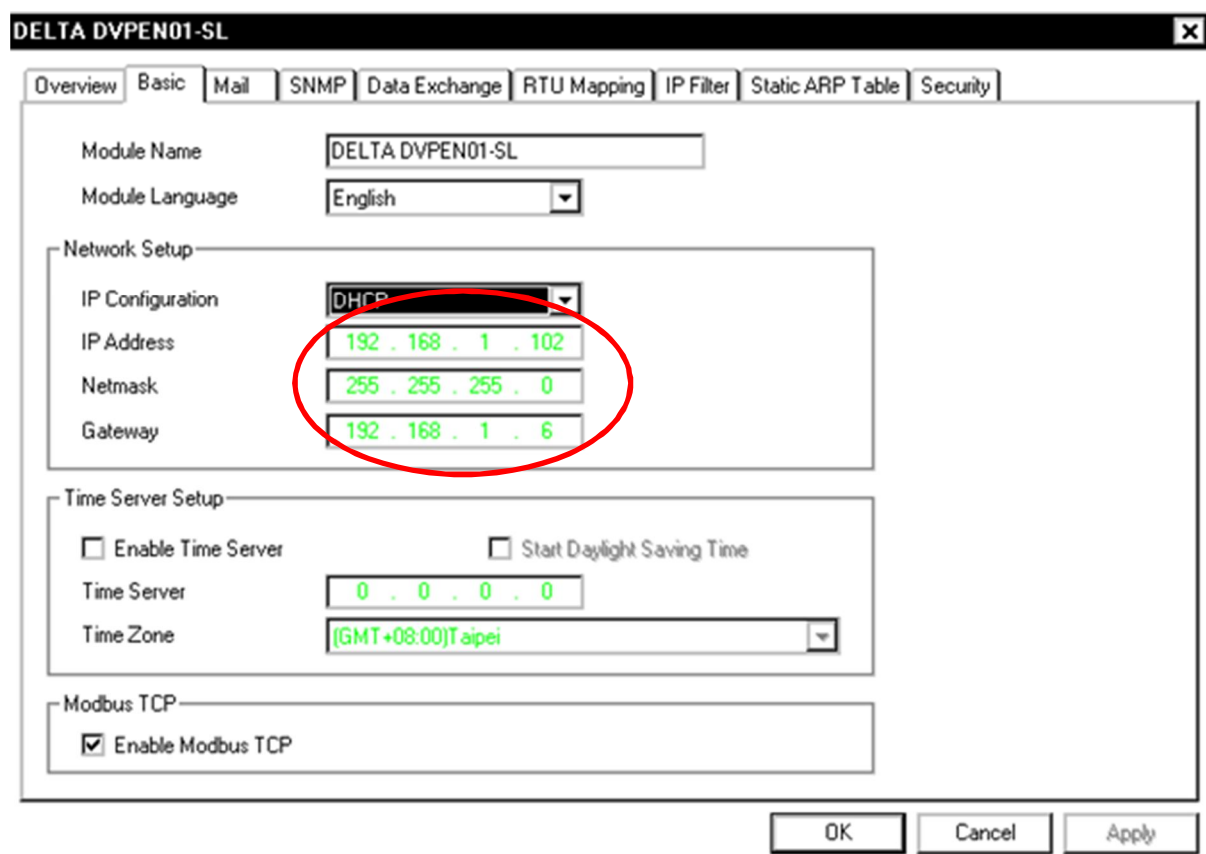 DELTA DVPEN01-SL
Overview Basic Mail SNMP Data Exchange RTU Mapping IP Filter Static ARP Table Security
Module Name DELTA DVPEN01-SL
Module Language English
Network Setup
IP Configuration DHCP
IP Address 192 . 168 . 1 . 102
Netmask 255 . 255 . 255 . 0
Gateway 192 . 168 . 1 . 6
Time Server Setup
Enable Time Server Start Daylight Saving Time
Time Server 0 . 0 . 0 . 0
Time Zone (GMT+08:00)Taipei
Modbus TCP
Enable Modbus TCP
OK Cancel Apply